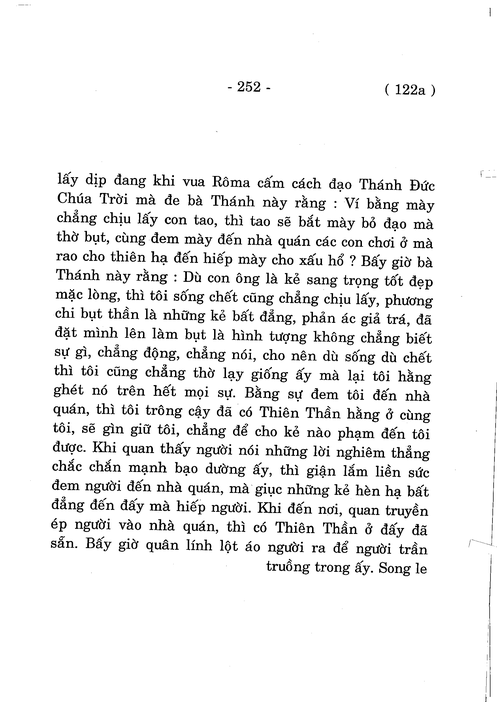 - 252 -
( 122a )
lấy dịp đang khi vua Rôma cấm cách đạo Thánh Đức
Chúa Trời mà đe bà Thánh này rằng : Ví bằng mày
chẳng chịu lấy con tao, thì tao sẽ bắt mày bỏ đạo mà
thờ bụt, cùng đem mày đến nhà quán các con chơi ở mà
rao cho thiên hạ đến hiếp mày cho xấu hổ ? Bấy giờ bà
Thánh này rằng : Dù con ông là kẻ sang trọng tốt đẹp
mặc lòng, thì tôi sống chết cũng chẳng chịu lấy, phương
chi bụt thần là những kẻ bất đẳng, phản ác giả trá, đã
đặt mình lên làm bụt là hình tượng không chẳng biết
sự gì, chẳng động, chẳng nói, cho nên dù sống dù chết
thì tôi cũng chẳng thờ lạy giống ấy mà lại tôi hằng
ghét nó trên hết mọi sự. Bằng sự đem tôi đến nhà
quán, thì tôi trông cậy đã có Thiên Thần hằng ở cùng
tôi, sẽ gìn giữ tôi, chẳng để cho kẻ nào phạm đến tôi
được. Khi quan thấy người nói những lời nghiêm thẳng
chắc chắn mạnh bạo dường ấy, thì giận lắm liền sức
đem người đến nhà quán, mà giục những kẻ hèn hạ bất
đẳng đến đấy mà hiếp người. Khi đến nơi, quan truyền
ép người vào nhà quán, thì có Thiên Thần ở đấy đã
sẵn. Bấy giờ quân lính lột áo người ra để người trần
truồng trong ấy. Song le